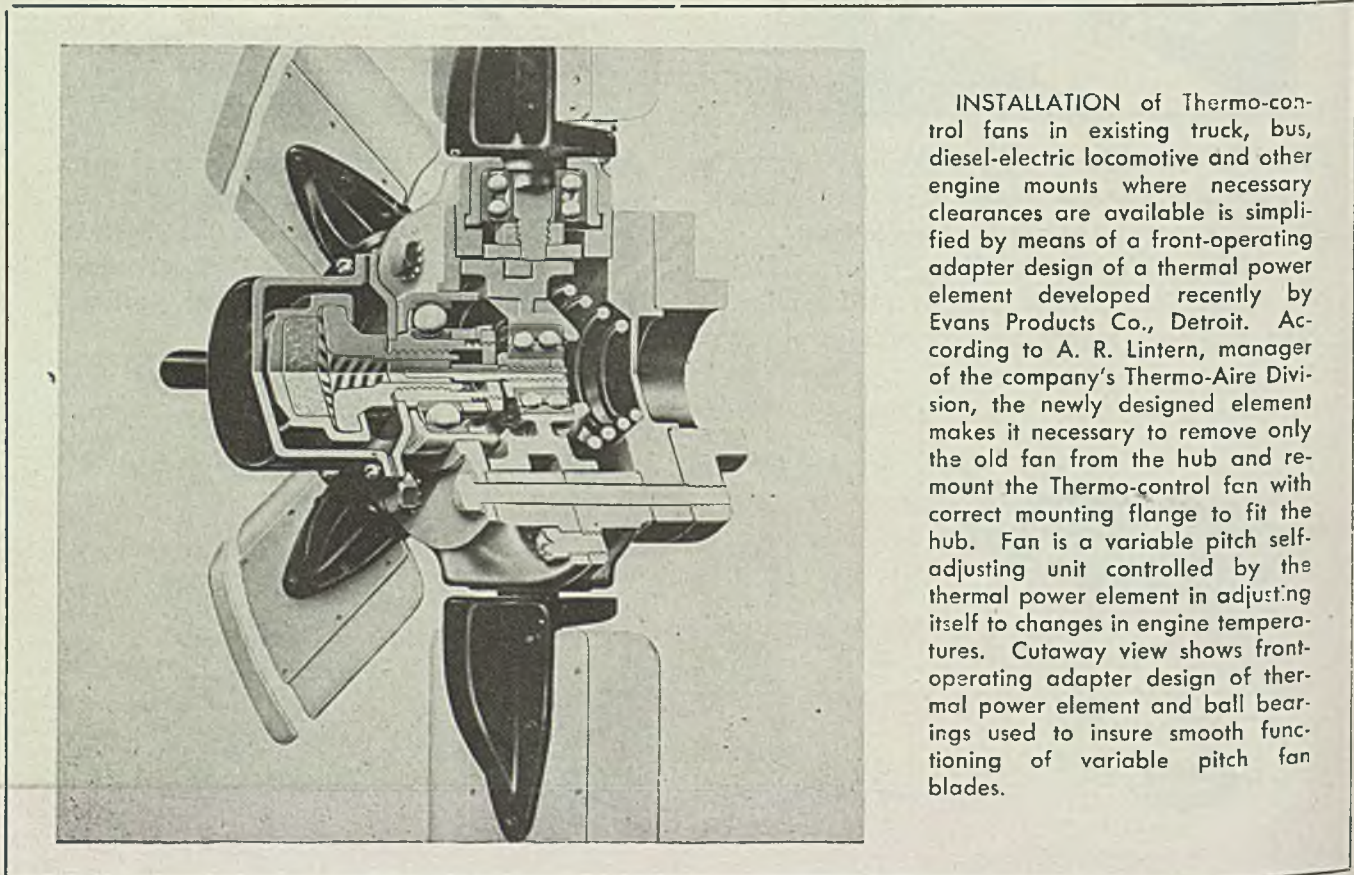 INSTALLATION of Thermo-con-
trol fans in existing truck, bus,
diesel-electric locomotive and other
engine mounts where necessary
clearances are available is simpli-
fied by means of a front-operating
adapter design of a thermal power
element developed recently by
Evans Products Co., Detroit. Ac-
cording to A. R. Lintern, manager
of the company's Thermo-Aire Divi-
sion, the newly designed element
makes it necessary to remove only
the old fan from the hub and re-
mount the Thermo-control fan with
correct mounting flange to fit the
hub. Fan is a variable pitch self-
adjusting unit controlled by the
thermal power element in adjusting
itself to changes in engine tempera-
tures. Cutaway view shows front-
operating adapter design of ther-
mal power element and ball bear-
ings used to insure smooth func-
tioning of variable pitch fan
blades.